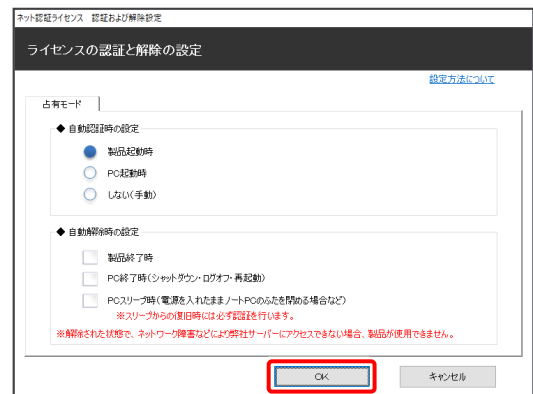 ネット認証ライセンス 認証および解除設定
ライセンスの認証と解除の設定
設定方法について
占有モード
◆ 自動認証時の設定
製品起動時
PC起動時
しない(手動)
◆ 自動解除時の設定
製品終了時
PC終了時(シャットダウン・ログオフ・再起動)
PCスリープ時(電源を入れたままノートPCのふたを閉める場合など)
※スリープからの復旧時には必ず認証を行います。
※解除された状態で、ネットワーク障害などにより弊社サーバーにアクセスできない場合、製品が使用できません。
OK
キャンセル